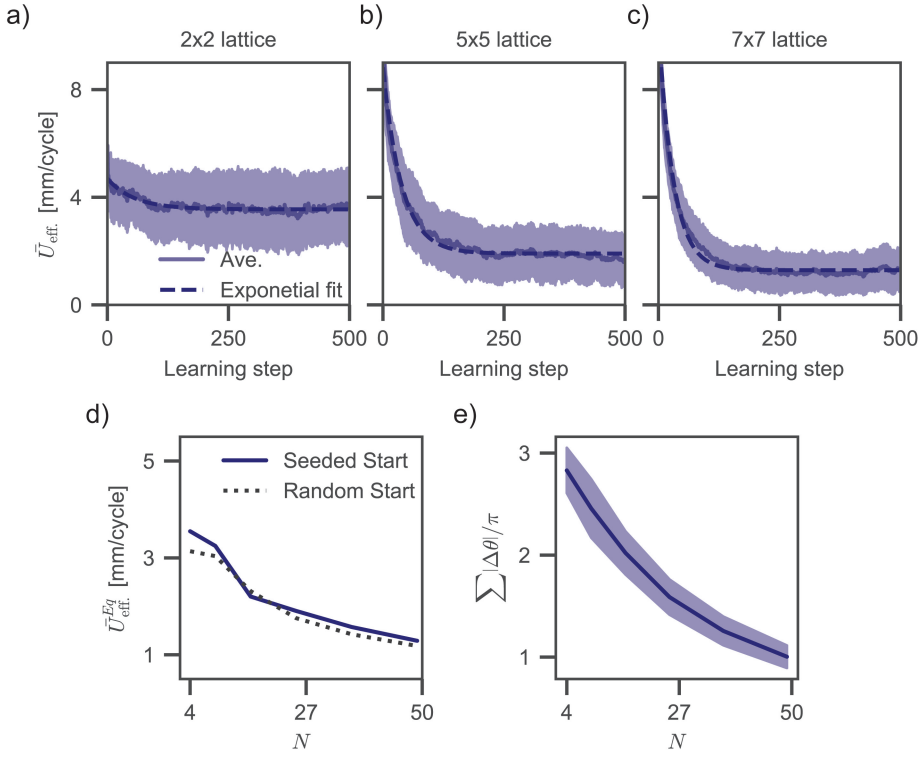 a)
2x2 lattice
b)
5x5 lattice
c)
7x7 lattice
Ū_eff. [mm/cycle]
8
4
0
Ave.
Exponetial fit
0 250 500
0 250 500
0 250 500
Learning step
Learning step
Learning step
d)
Ū^{Eq}_eff. [mm/cycle]
5
3
1
Seeded Start
Random Start
4 27 50
N
e)
∑|Δθ|/π
3
2
1
4 27 50
N